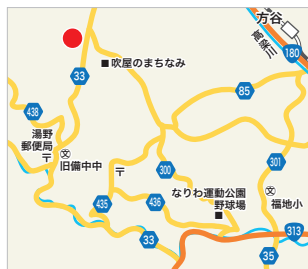 方谷
高梁川
180
吹屋のまちなみ
33
85
438
湯野
郵便局
文
旧備中中
301
300
なりわ運動公園
野球場
文
福地小
435
436
33
313
35